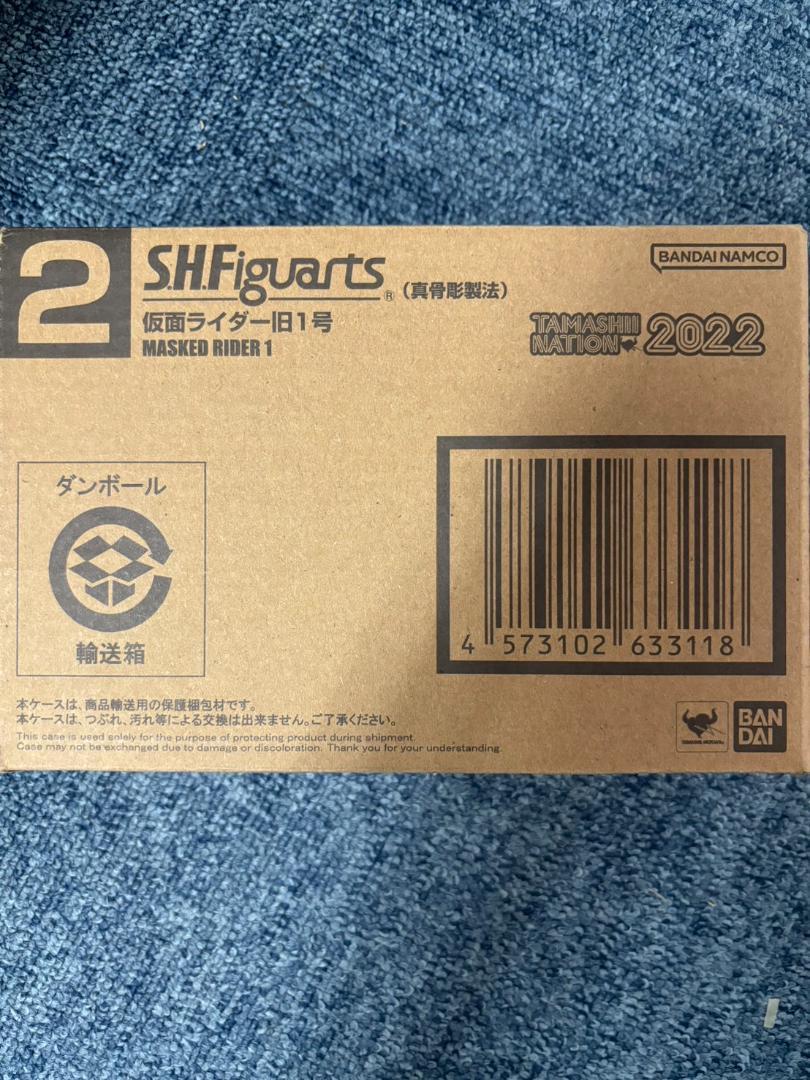 2
S.H.Figuarts® (真骨彫製法)
仮面ライダー旧1号
MASKED RIDER 1
BANDAI NAMCO
TAMASHII NATION 2022
ダンボール
輸送箱
4 573102 633118
本ケースは、商品輸送用の保護梱包材です。
本ケースは、つぶれ、汚れ等による交換は出来ません。ご了承ください。
This case is used solely for the purpose of protecting product during shipment.
Case may not be exchanged due to damage or discoloration. Thank you for your understanding.
TAMASHII NATIONS
BAN
DAI